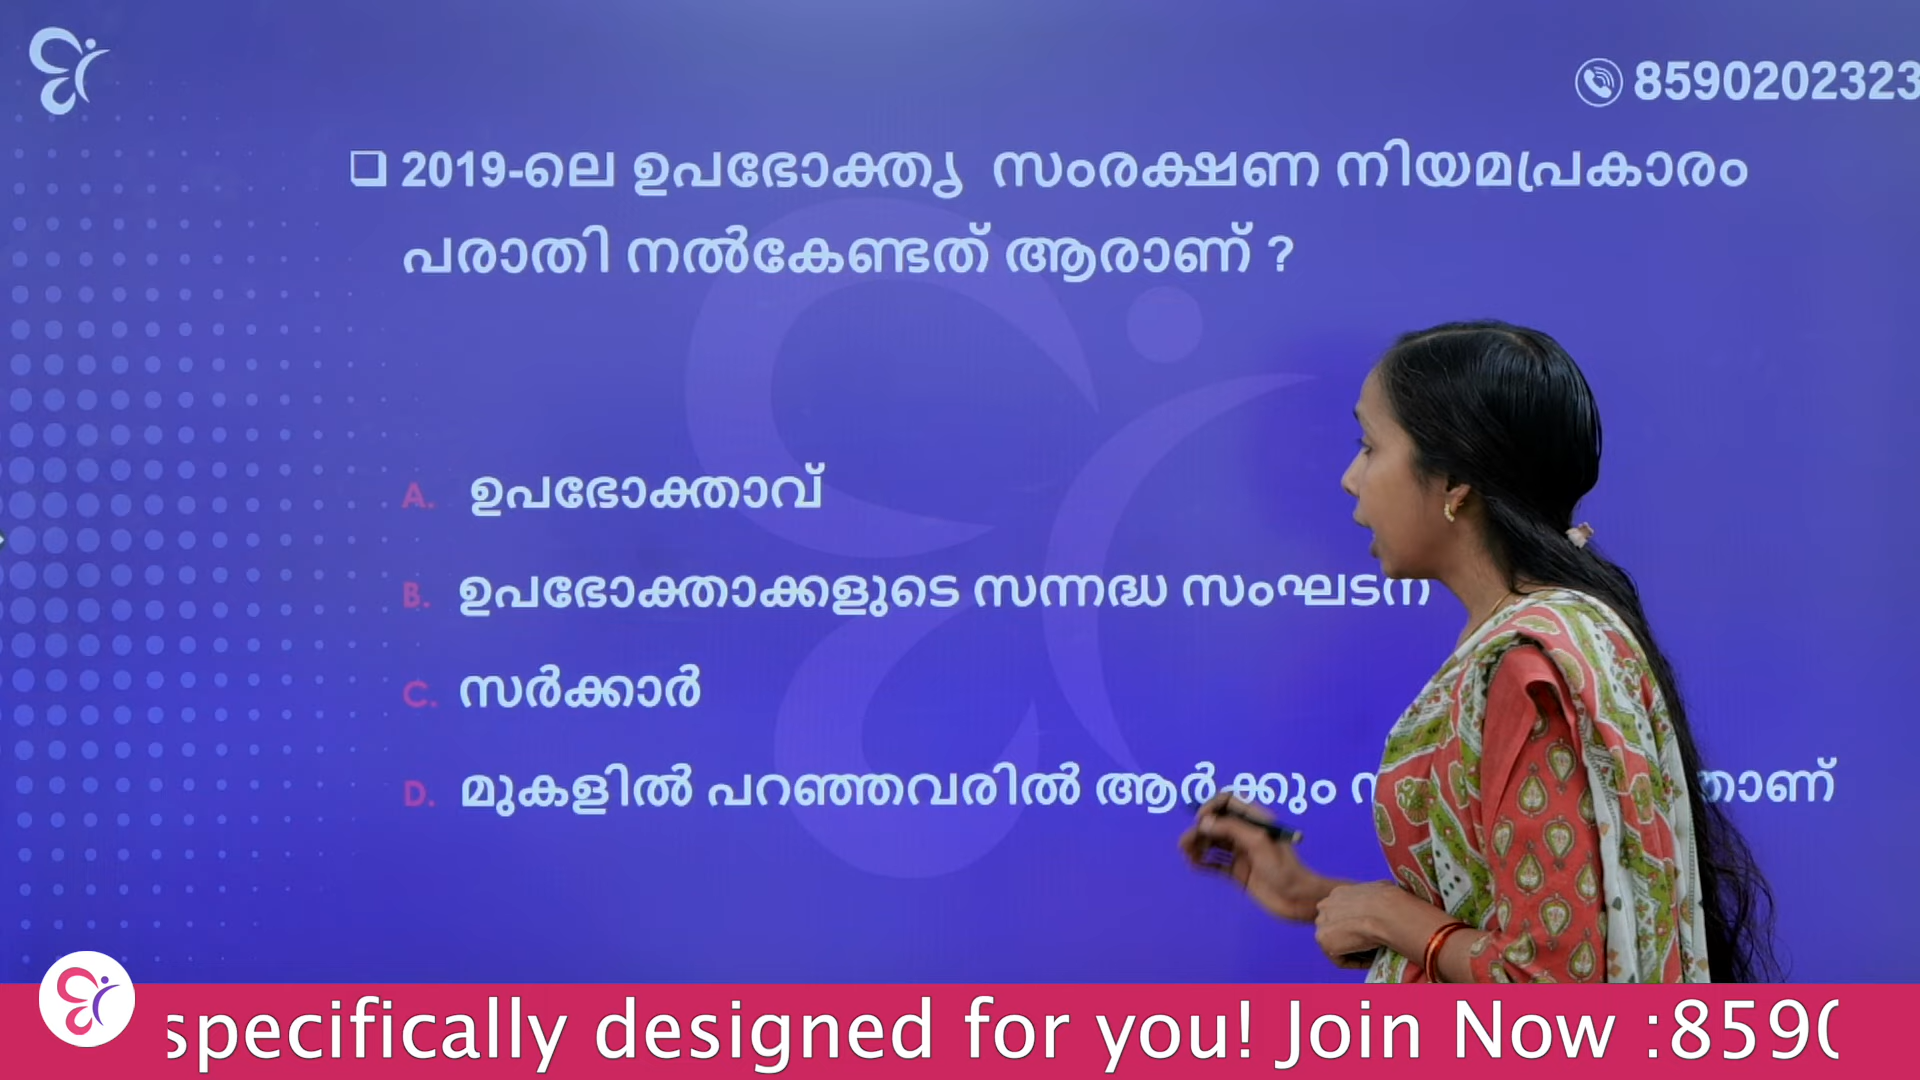 8590202323
2019-ലെ ഉപഭോക്തൃ സംരക്ഷണ നിയമപ്രകാരം
പരാതി നൽകേണ്ടത് ആരാണ് ?
A. ഉപഭോക്താവ്
B. ഉപഭോക്താക്കളുടെ സന്നദ്ധ സംഘടന
C. സർക്കാർ
D. മുകളിൽ പറഞ്ഞവരിൽ ആർക്കും
specifically designed for you! Join Now :859